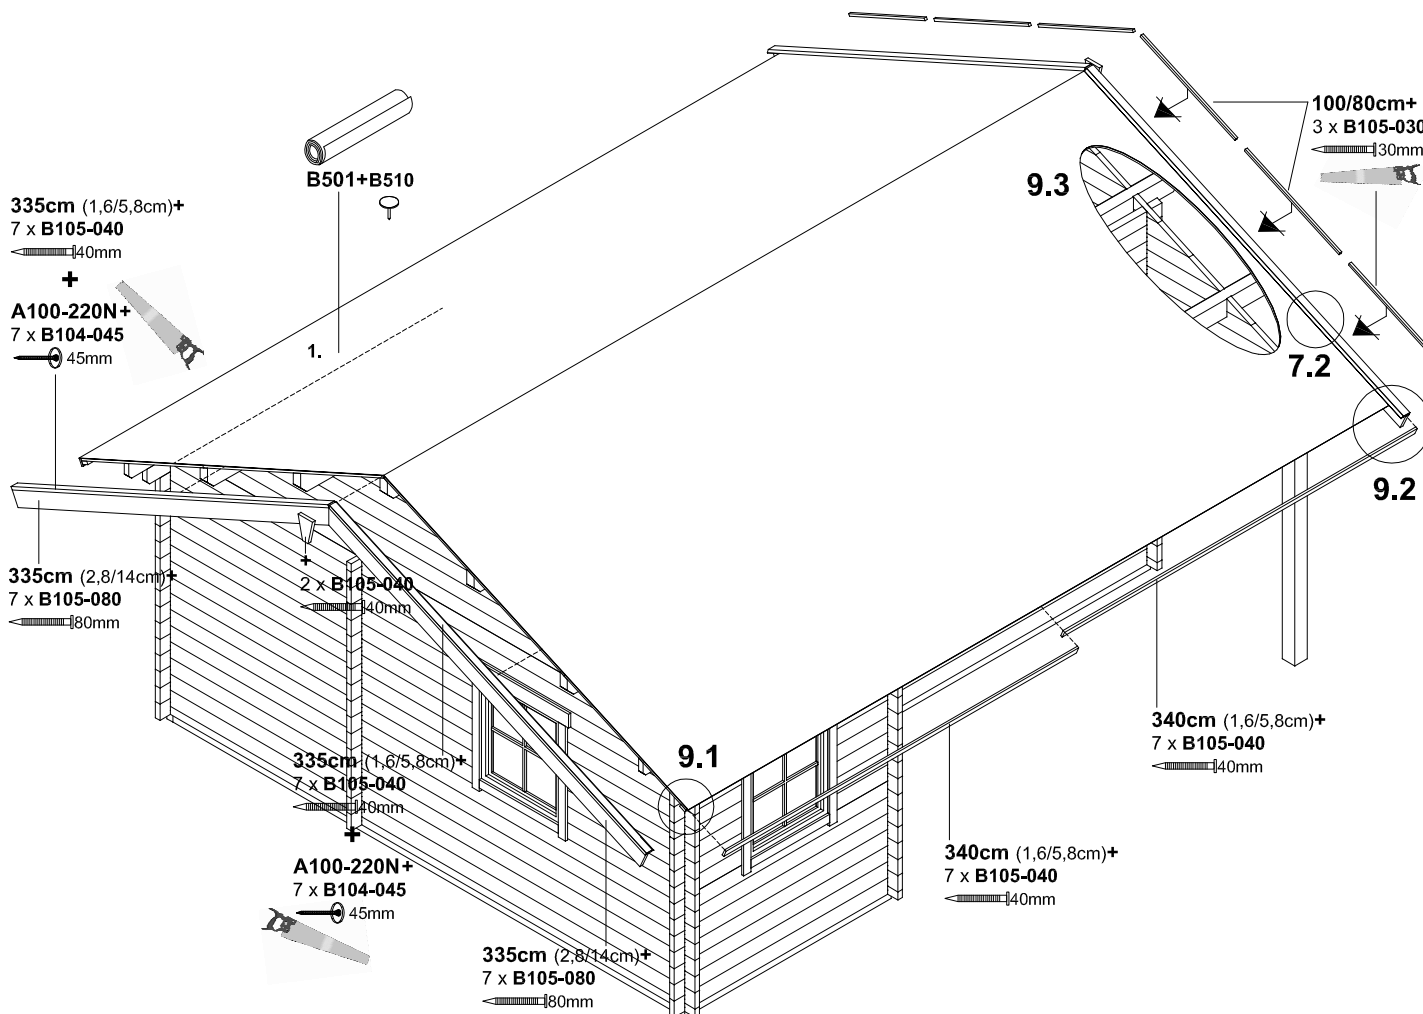 100/80cm+
3 x B105-030
30mm
9.3
B501+B510
335cm (1,6/5,8cm)+
7 x B105-040
40mm
+
A100-220N+
7 x B104-045
45mm
1.
7.2
9.2
335cm (2,8/14cm)+
7 x B105-080
80mm
+
2 x B105-040
40mm
340cm (1,6/5,8cm)+
7 x B105-040
40mm
9.1
335cm (1,6/5,8cm)+
7 x B105-040
40mm
+
A100-220N+
7 x B104-045
45mm
340cm (1,6/5,8cm)+
7 x B105-040
40mm
335cm (2,8/14cm)+
7 x B105-080
80mm